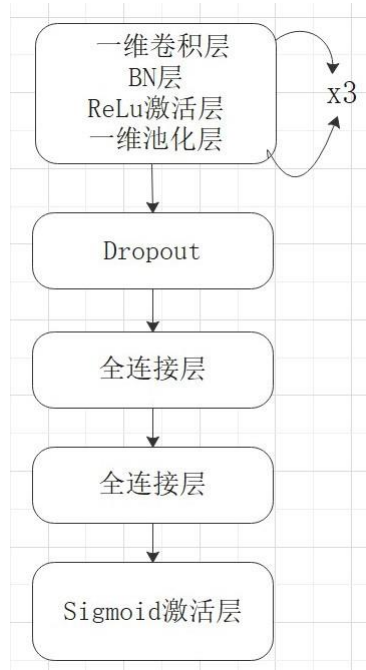 一维卷积层
BN层
ReLu激活层
一维池化层
x3
Dropout
全连接层
全连接层
Sigmoid激活层